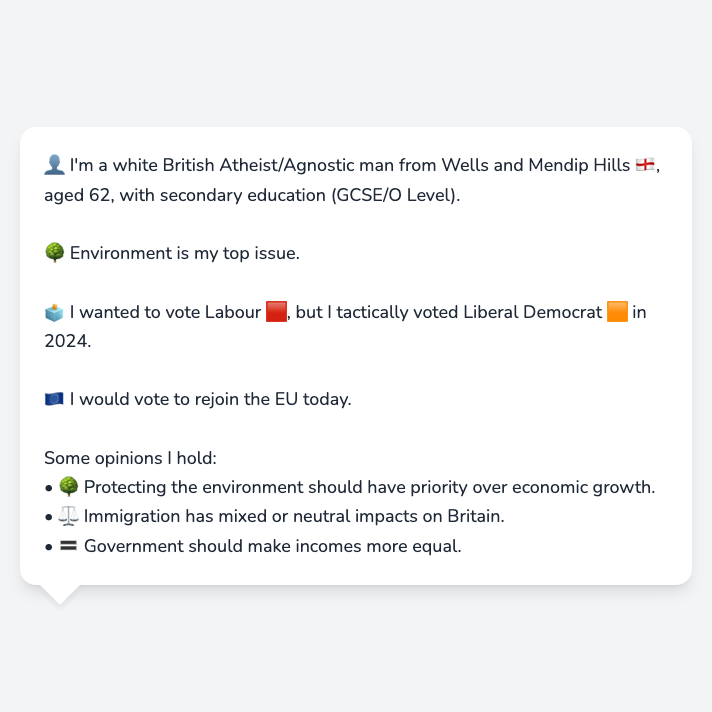 👤 I'm a white British Atheist/Agnostic man from Wells and Mendip Hills 🏴󠁧󠁢󠁥󠁮󠁧󠁿,
aged 62, with secondary education (GCSE/O Level).
🌳 Environment is my top issue.
🗳️ I wanted to vote Labour 🟥, but I tactically voted Liberal Democrat 🟧 in
2024.
🇪🇺 I would vote to rejoin the EU today.
Some opinions I hold:
• 🌳 Protecting the environment should have priority over economic growth.
• ⚖️ Immigration has mixed or neutral impacts on Britain.
• 🟰 Government should make incomes more equal.